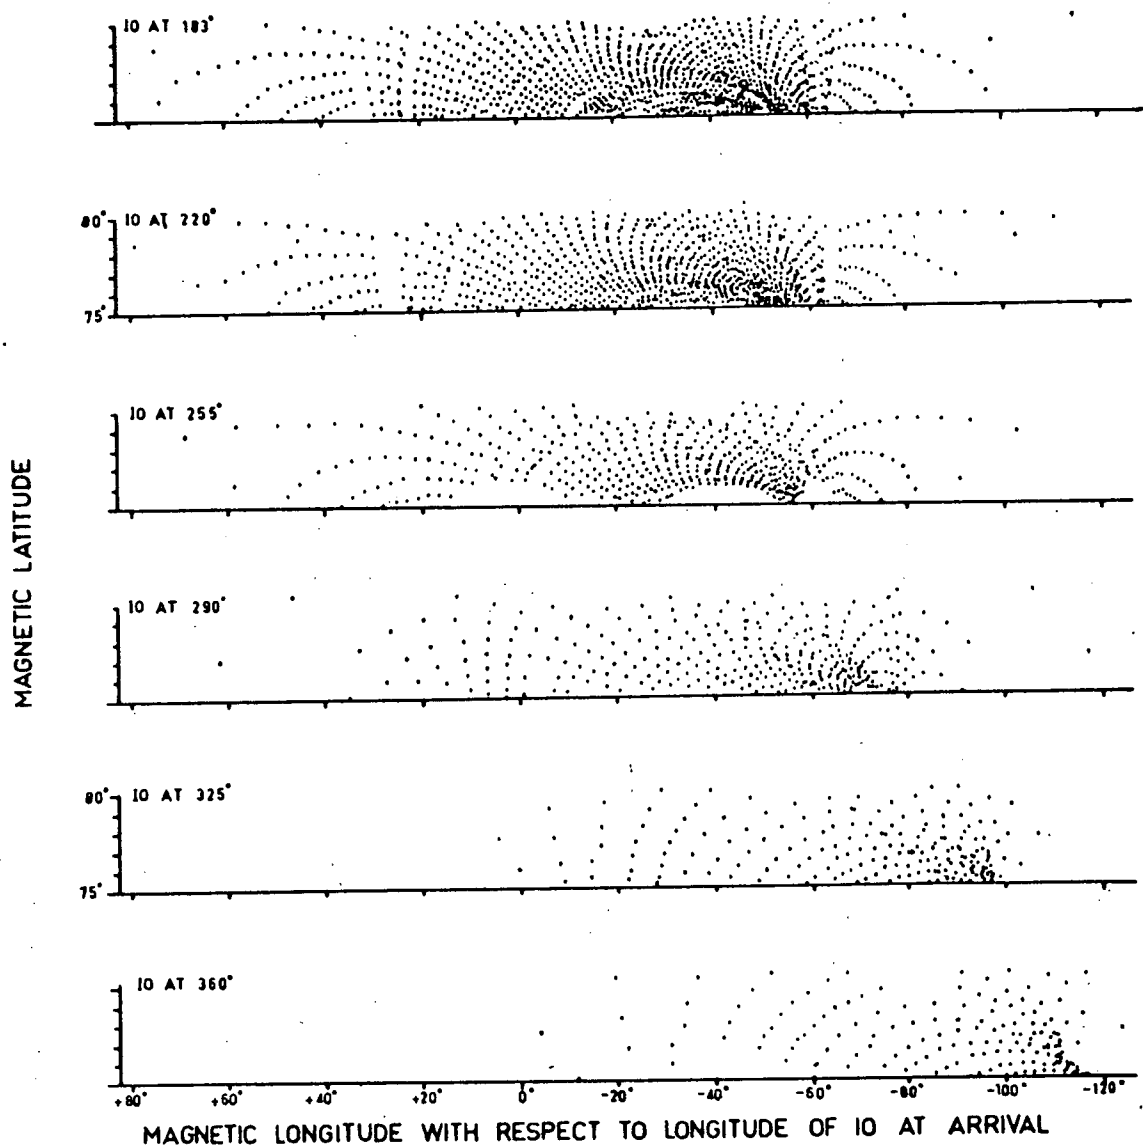 IO AT 183°
80° IO AT 220°
75°
IO AT 255°
IO AT 290°
80° IO AT 325°
75°
IO AT 360°
+80° +60° +40° +20° 0° -20° -40° -60° -80° -100° -120°
MAGNETIC LATITUDE
MAGNETIC LONGITUDE WITH RESPECT TO LONGITUDE OF IO AT ARRIVAL